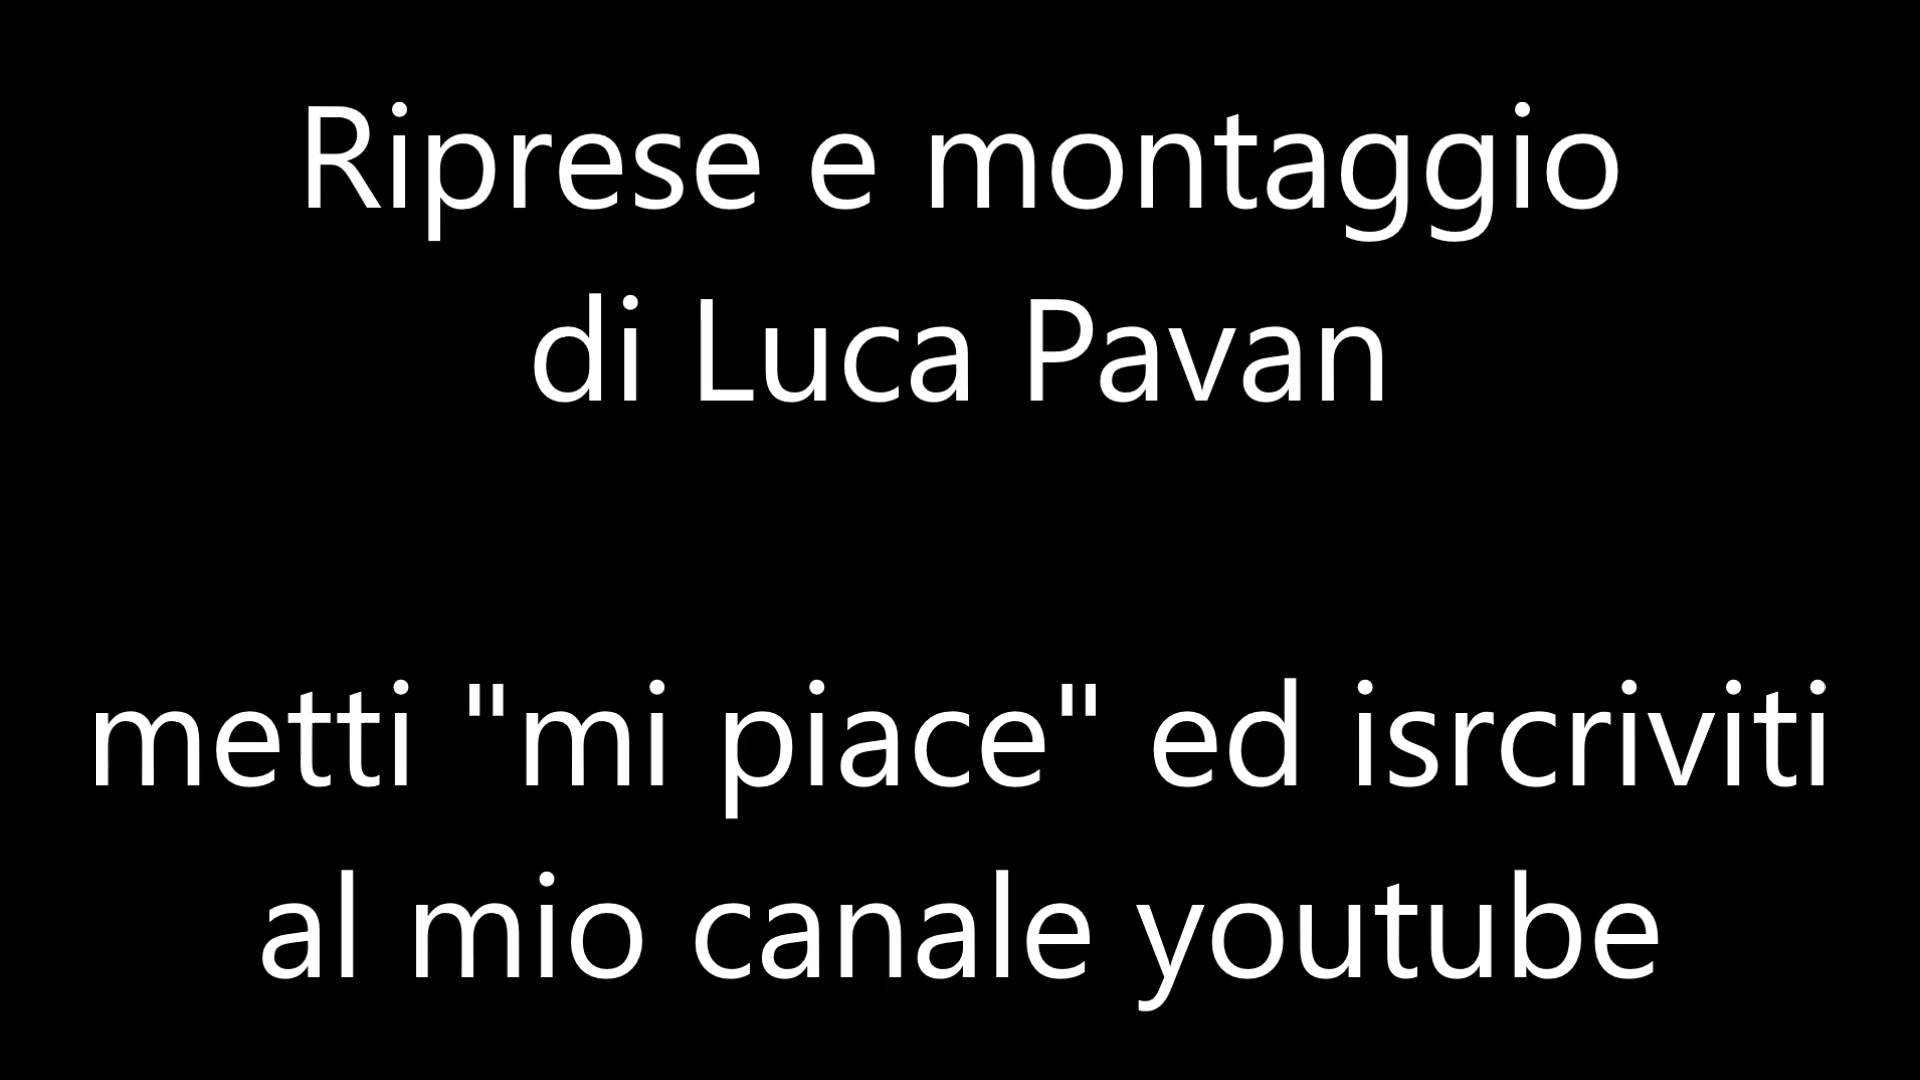 Riprese e montaggio
di Luca Pavan
metti "mi piace" ed isrcriviti
al mio canale youtube